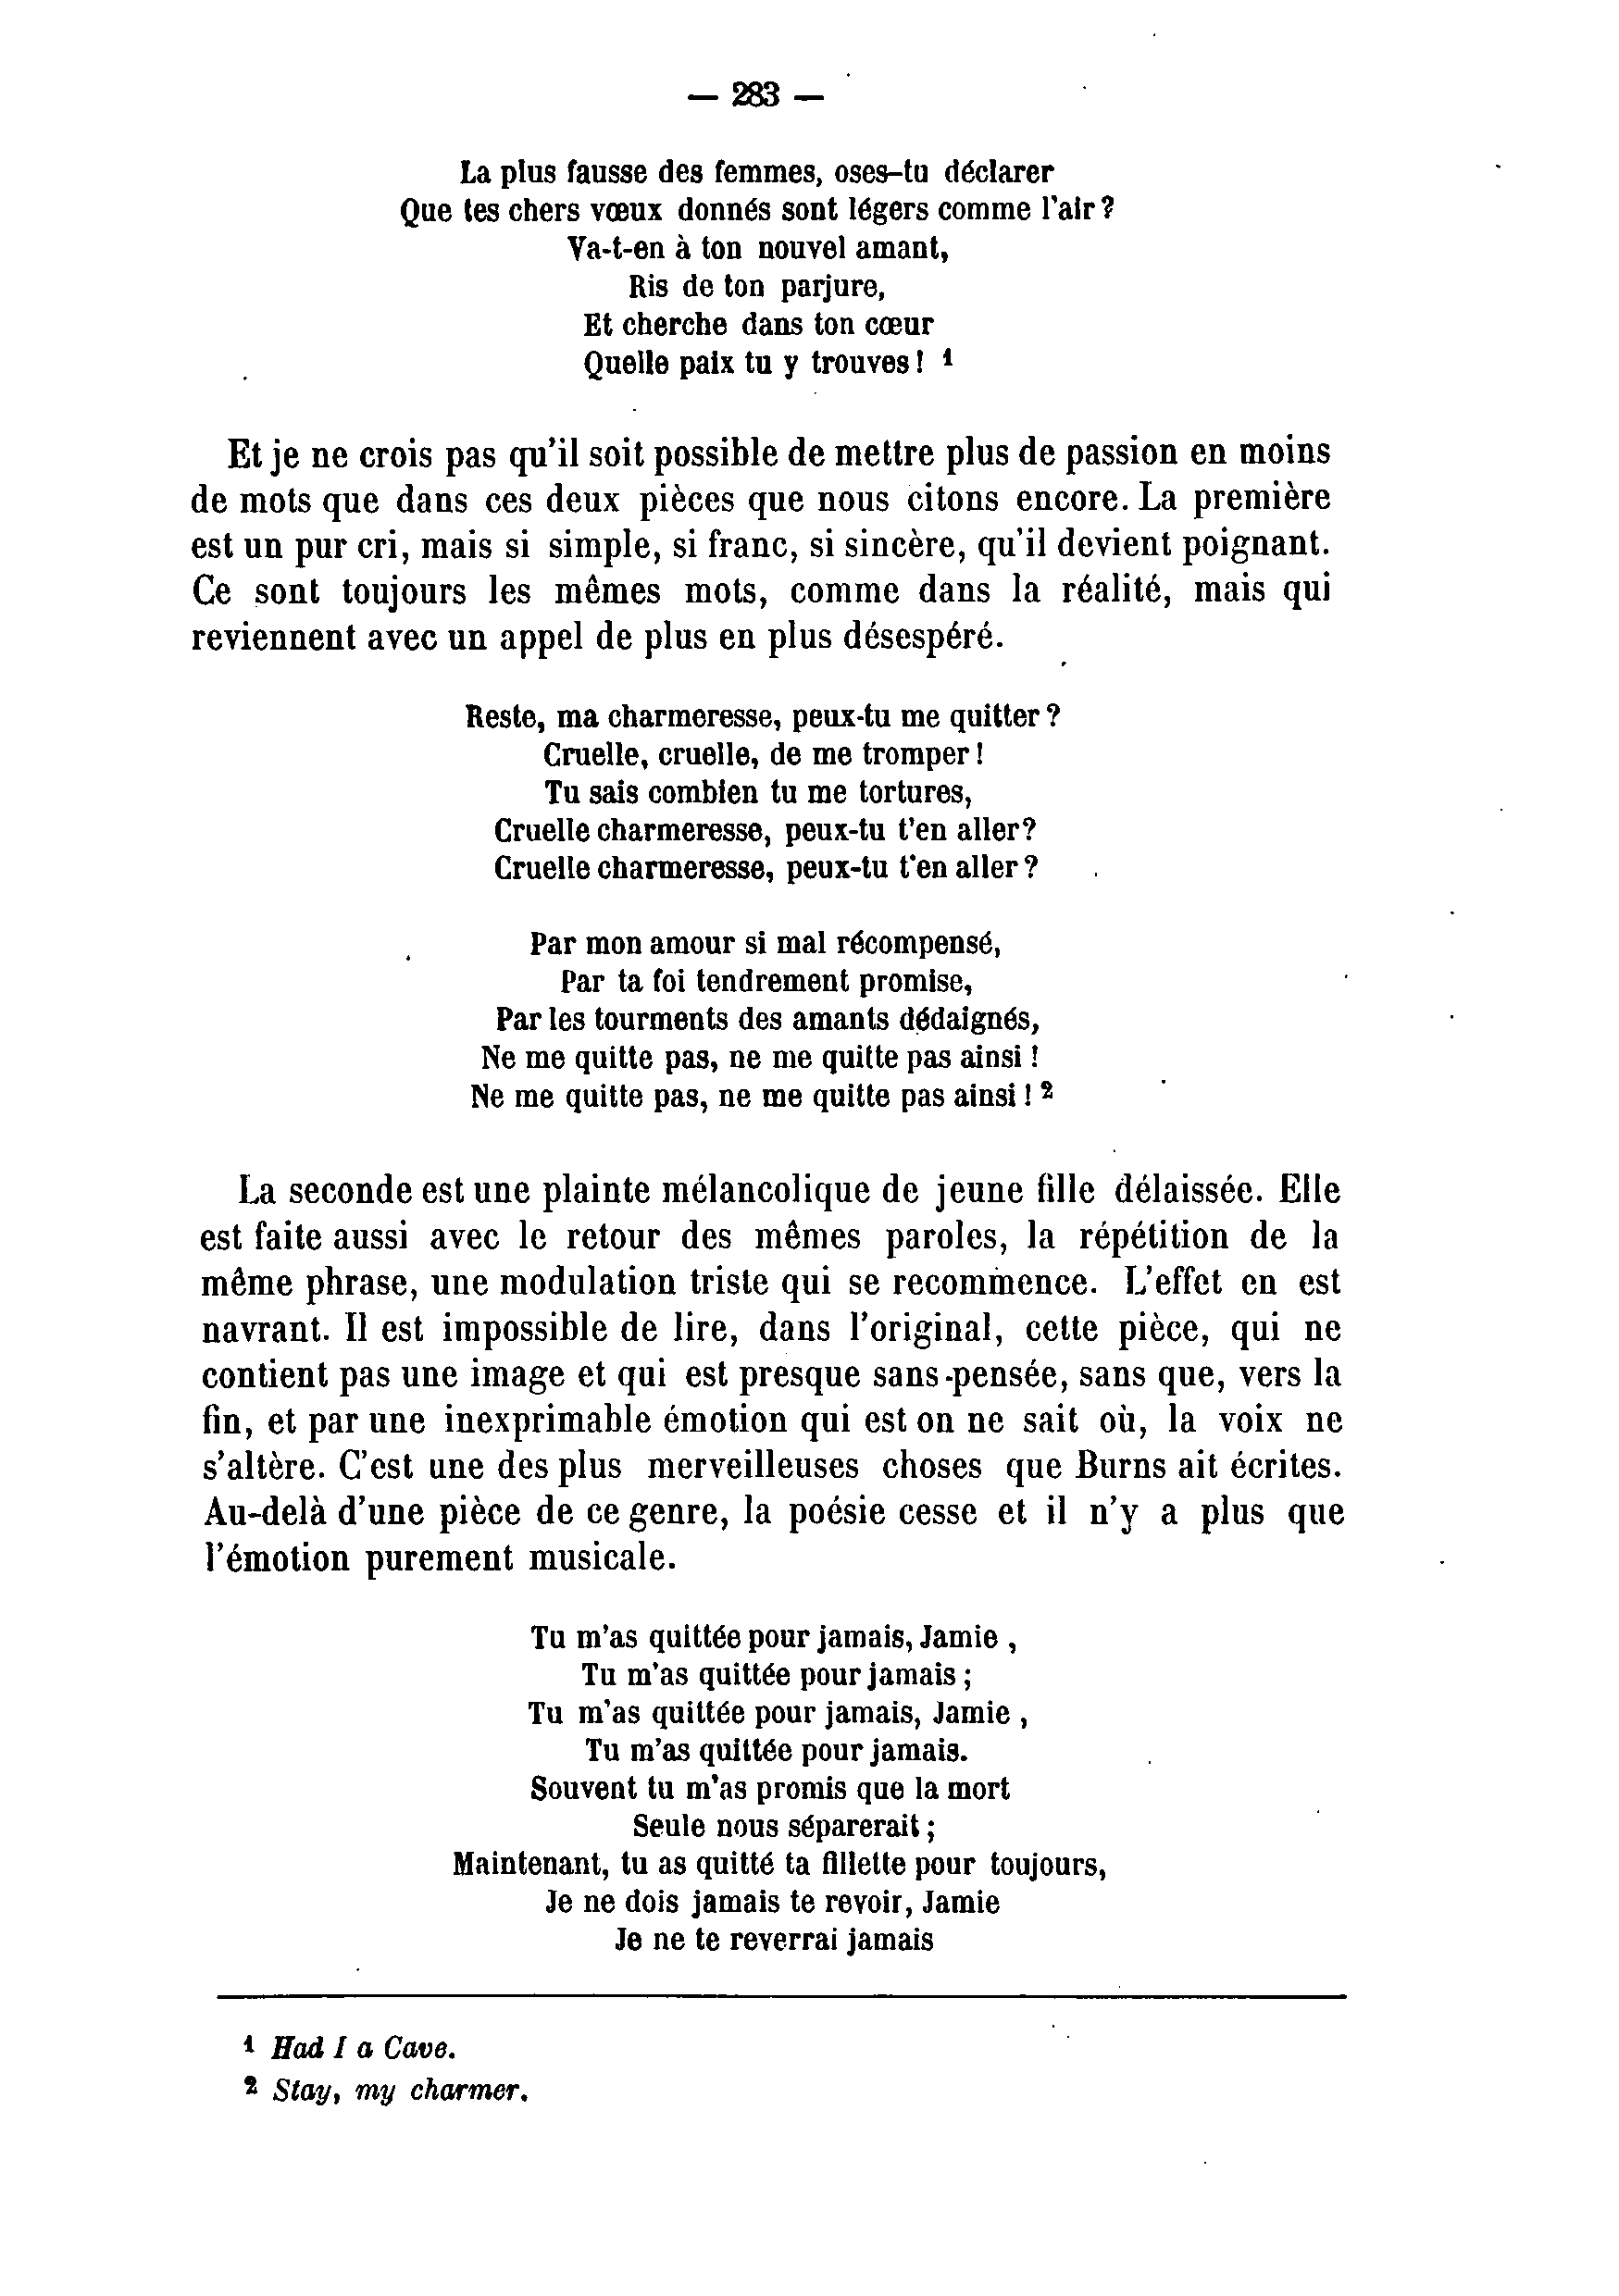 — 283 —
La plus fausse des femmes, oses-tu déclarer
Que tes chers vœux donnés sont légers comme l'air ?
Va-t-en à ton nouvel amant,
Ris de ton parjure,
Et cherche dans ton cœur
Quelle paix tu y trouves ! ¹
Et je ne crois pas qu'il soit possible de mettre plus de passion en moins
de mots que dans ces deux pièces que nous citons encore. La première
est un pur cri, mais si simple, si franc, si sincère, qu'il devient poignant.
Ce sont toujours les mêmes mots, comme dans la réalité, mais qui
reviennent avec un appel de plus en plus désespéré.
Reste, ma charmeresse, peux-tu me quitter ?
Cruelle, cruelle, de me tromper !
Tu sais combien tu me tortures,
Cruelle charmeresse, peux-tu t'en aller ?
Cruelle charmeresse, peux-tu t'en aller ?
Par mon amour si mal récompensé,
Par ta foi tendrement promise,
Par les tourments des amants dédaignés,
Ne me quitte pas, ne me quitte pas ainsi !
Ne me quitte pas, ne me quitte pas ainsi ! ²
La seconde est une plainte mélancolique de jeune fille délaissée. Elle
est faite aussi avec le retour des mêmes paroles, la répétition de la
même phrase, une modulation triste qui se recommence. L'effet en est
navrant. Il est impossible de lire, dans l'original, cette pièce, qui ne
contient pas une image et qui est presque sans pensée, sans que, vers la
fin, et par une inexprimable émotion qui est on ne sait où, la voix ne
s'altère. C'est une des plus merveilleuses choses que Burns ait écrites.
Au-delà d'une pièce de ce genre, la poésie cesse et il n'y a plus que
l'émotion purement musicale.
Tu m'as quittée pour jamais, Jamie ,
Tu m'as quittée pour jamais ;
Tu m'as quittée pour jamais, Jamie ,
Tu m'as quittée pour jamais.
Souvent tu m'as promis que la mort
Seule nous séparerait ;
Maintenant, tu as quitté ta fillette pour toujours,
Je ne dois jamais te revoir, Jamie
Je ne te reverrai jamais
¹ Had I a Cave.
² Stay, my charmer.